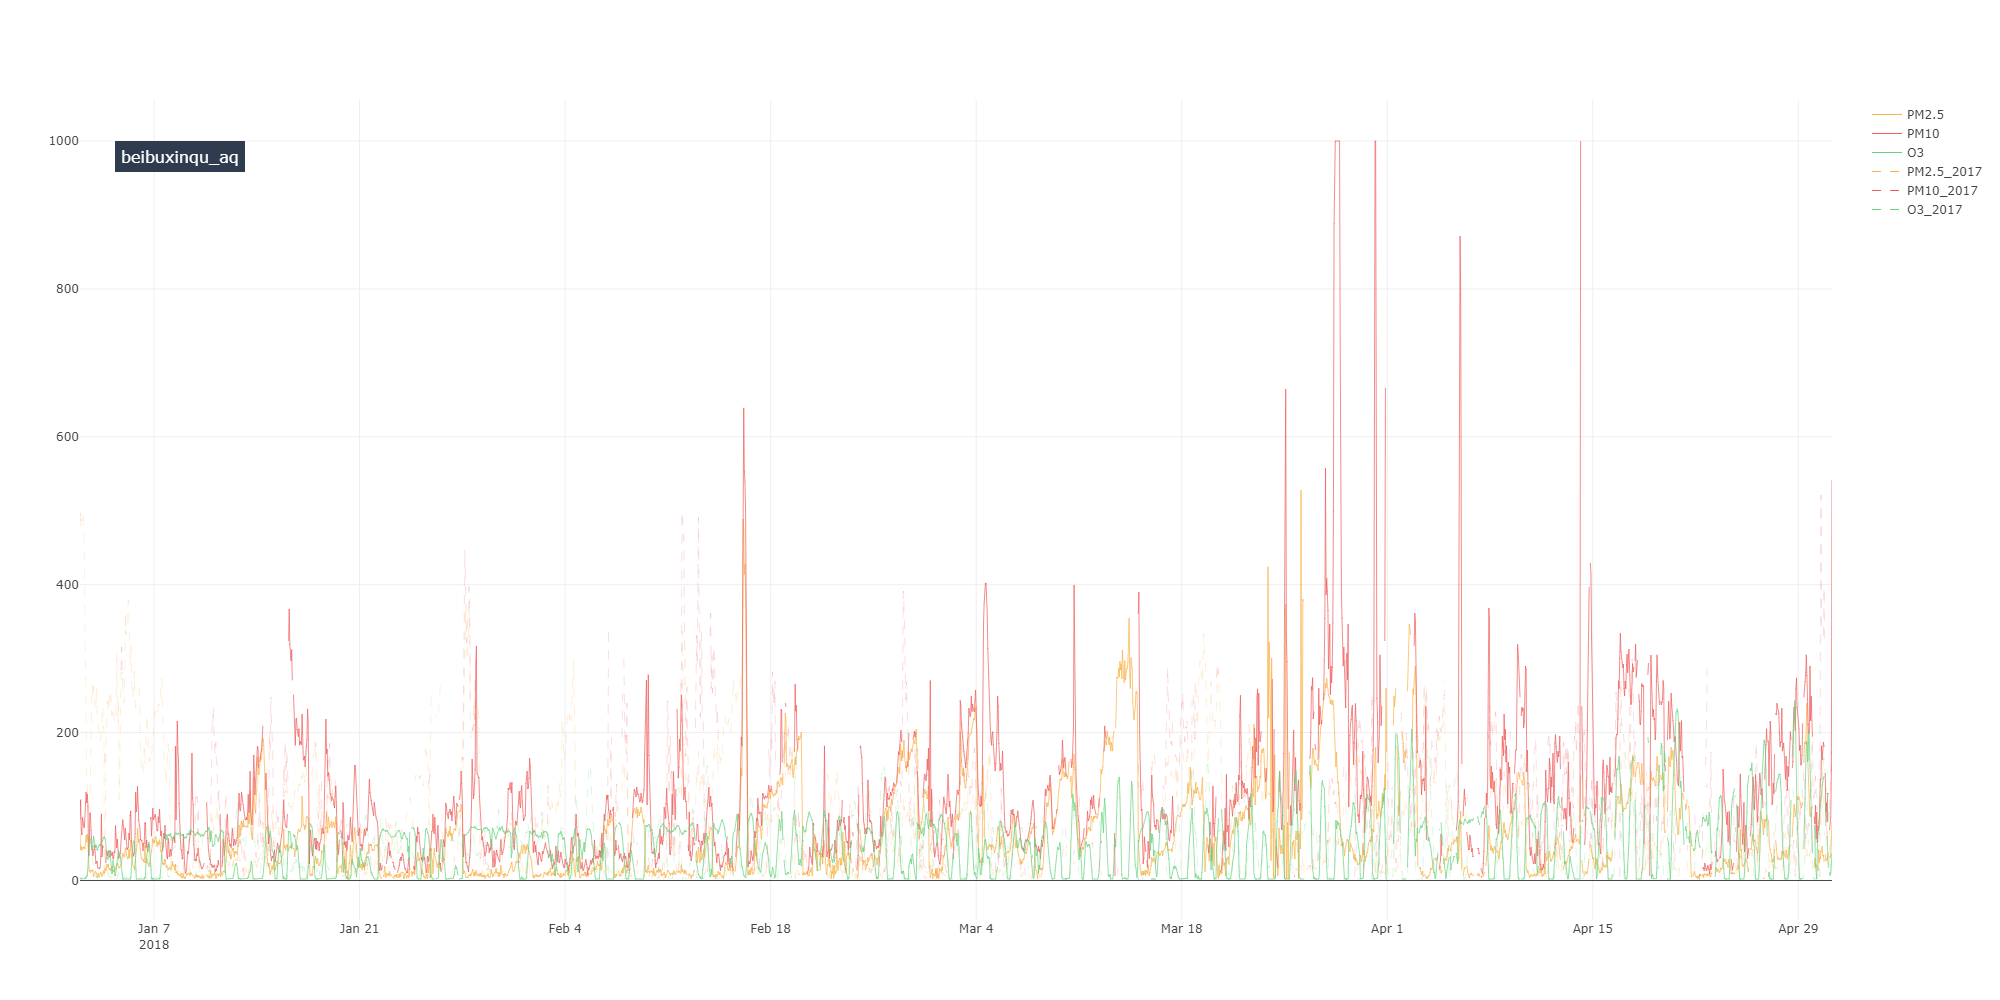 1000
800
600
400
200
0
beibuxinqu_aq
PM2.5
PM10
O3
PM2.5_2017
PM10_2017
O3_2017
Jan 7
2018
Jan 21
Feb 4
Feb 18
Mar 4
Mar 18
Apr 1
Apr 15
Apr 29